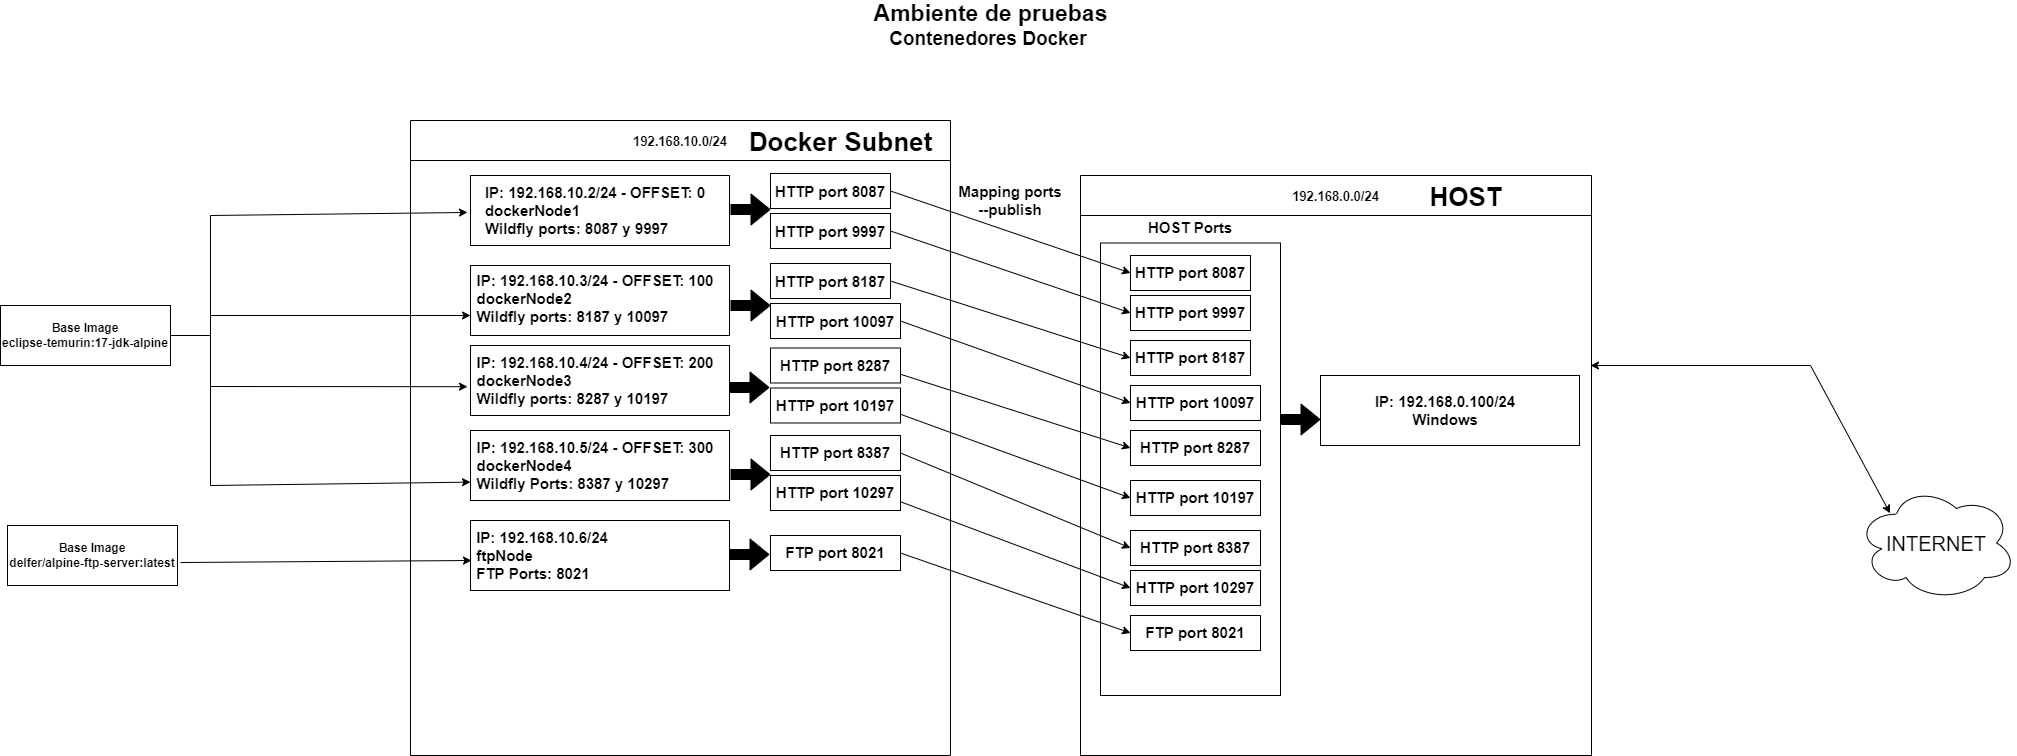 Ambiente de pruebas
Contenedores Docker
Base Image
eclipse-temurin:17-jdk-alpine
Base Image
delfer/alpine-ftp-server:latest
192.168.10.0/24
Docker Subnet
IP: 192.168.10.2/24 - OFFSET: 0
dockerNode1
Wildfly ports: 8087 y 9997
HTTP port 8087
HTTP port 9997
IP: 192.168.10.3/24 - OFFSET: 100
dockerNode2
Wildfly ports: 8187 y 10097
HTTP port 8187
HTTP port 10097
IP: 192.168.10.4/24 - OFFSET: 200
dockerNode3
Wildfly ports: 8287 y 10197
HTTP port 8287
HTTP port 10197
IP: 192.168.10.5/24 - OFFSET: 300
dockerNode4
Wildfly Ports: 8387 y 10297
HTTP port 8387
HTTP port 10297
IP: 192.168.10.6/24
ftpNode
FTP Ports: 8021
FTP port 8021
Mapping ports
--publish
192.168.0.0/24
HOST
HOST Ports
HTTP port 8087
HTTP port 9997
HTTP port 8187
HTTP port 10097
HTTP port 8287
HTTP port 10197
HTTP port 8387
HTTP port 10297
FTP port 8021
IP: 192.168.0.100/24
Windows
INTERNET